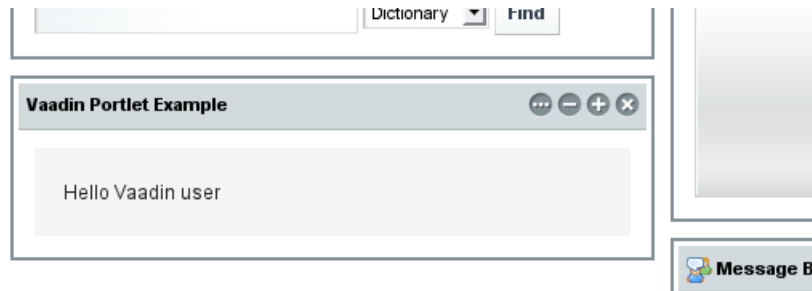 Dictionary Find
Vaadin Portlet Example
Hello Vaadin user
Message B